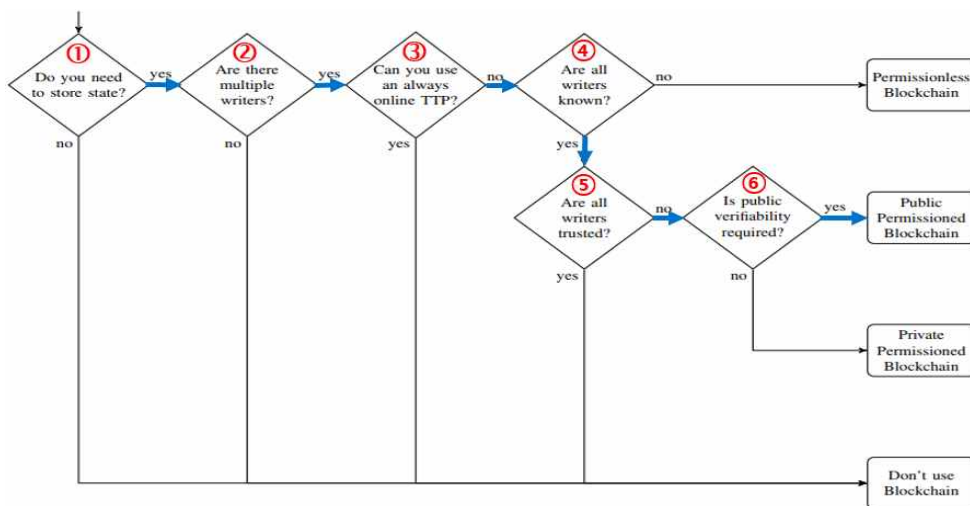 ①
Do you need
to store state?
yes
no
②
Are there
multiple
writers?
yes
no
③
Can you use
an always
online TTP?
no
yes
④
Are all
writers
known?
no
yes
Permissionless
Blockchain
⑤
Are all
writers
trusted?
no
yes
⑥
Is public
verifiability
required?
yes
no
Public
Permissioned
Blockchain
Private
Permissioned
Blockchain
Don't use
Blockchain